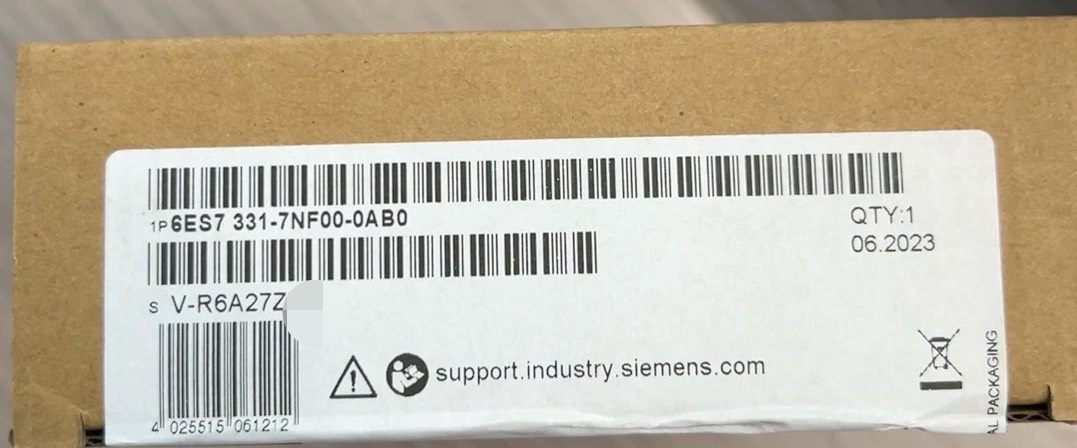 1P 6ES7 331-7NF00-0AB0
QTY:1
06.2023
S V-R6A27Z
support.industry.siemens.com
4 025515 061212
AL PACKAGING